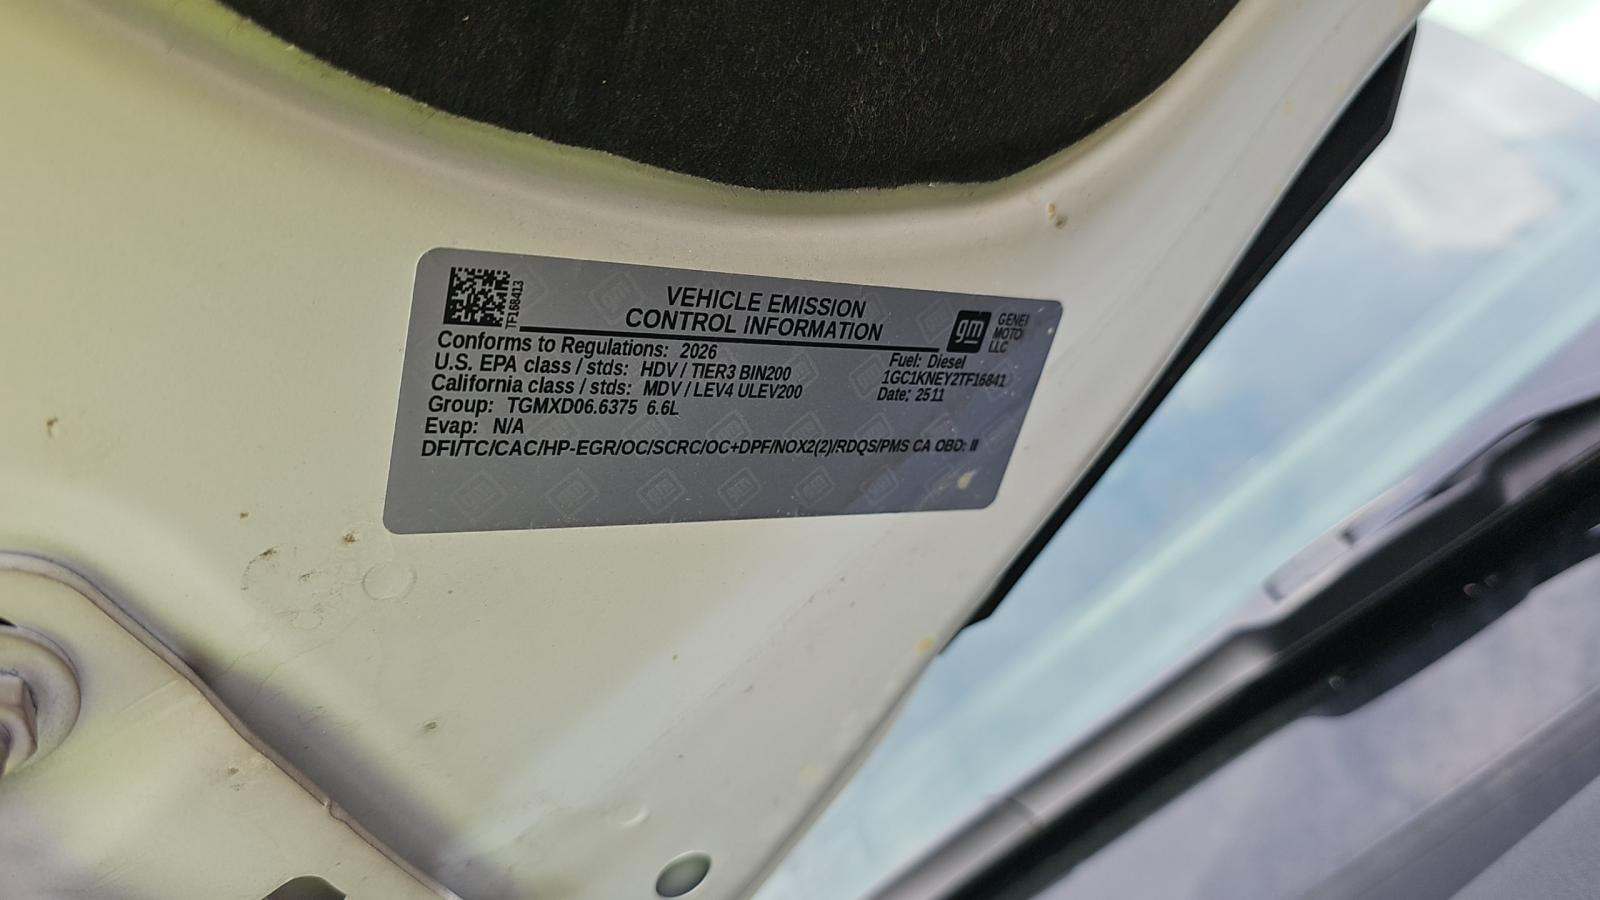 VEHICLE EMISSION
CONTROL INFORMATION
gm
LLC
TF168413
Conforms to Regulations: 2026
U.S. EPA class / stds: HDV / TIER3 BIN200
California class / stds: MDV / LEV4 ULEV200
Group: TGMXD06.6375 6.6L
Evap: N/A
Fuel: Diesel
1GC1KNEY2TF16841
Date: 2511
DFI/TC/CAC/HP-EGR/OC/SCRC/OC+DPF/NOX2(2)/RDQS/PMS CA OBD: II